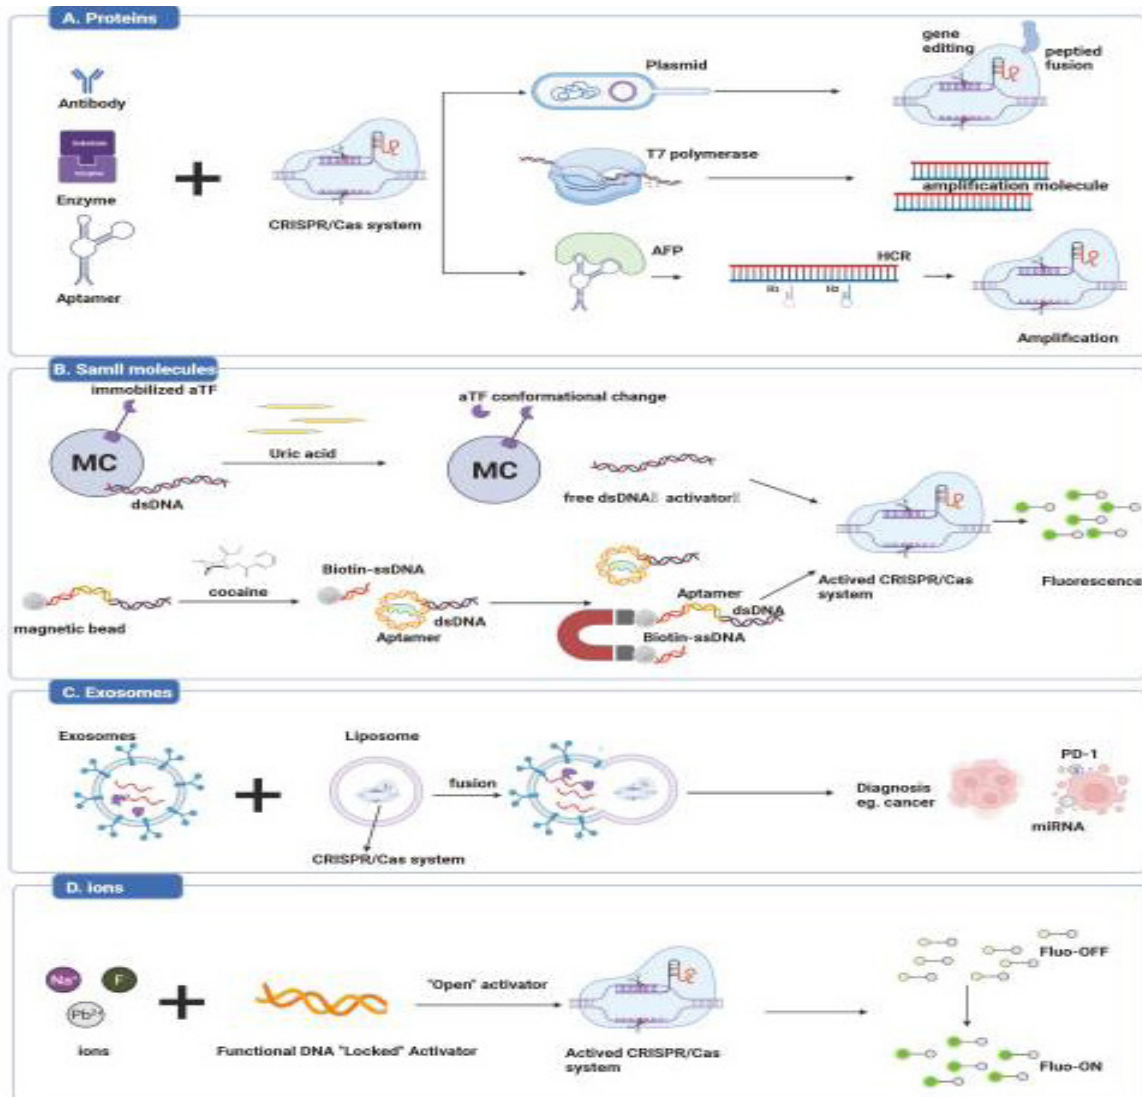 A. Proteins
Antibody
Enzyme
Aptamer
CRISPR/Cas system
Plasmid
gene
editing
peptied
fusion
T7 polymerase
amplification molecule
AFP
HCR
H1
H2
Amplification
B. Samll molecules
immobilized aTF
MC
dsDNA
Uric acid
aTF conformational change
MC
free dsDNA activator
Actived CRISPR/Cas
system
Fluorescence
magnetic bead
cocaine
Biotin-ssDNA
dsDNA
Aptamer
Aptamer
dsDNA
Biotin-ssDNA
C. Exosomes
Exosomes
Liposome
CRISPR/Cas system
fusion
Diagnosis
eg. cancer
PD-1
miRNA
D. ions
Na⁺
F
Pb²⁺
ions
Functional DNA "Locked" Activator
"Open" activator
Actived CRISPR/Cas
system
Fluo-OFF
Fluo-ON